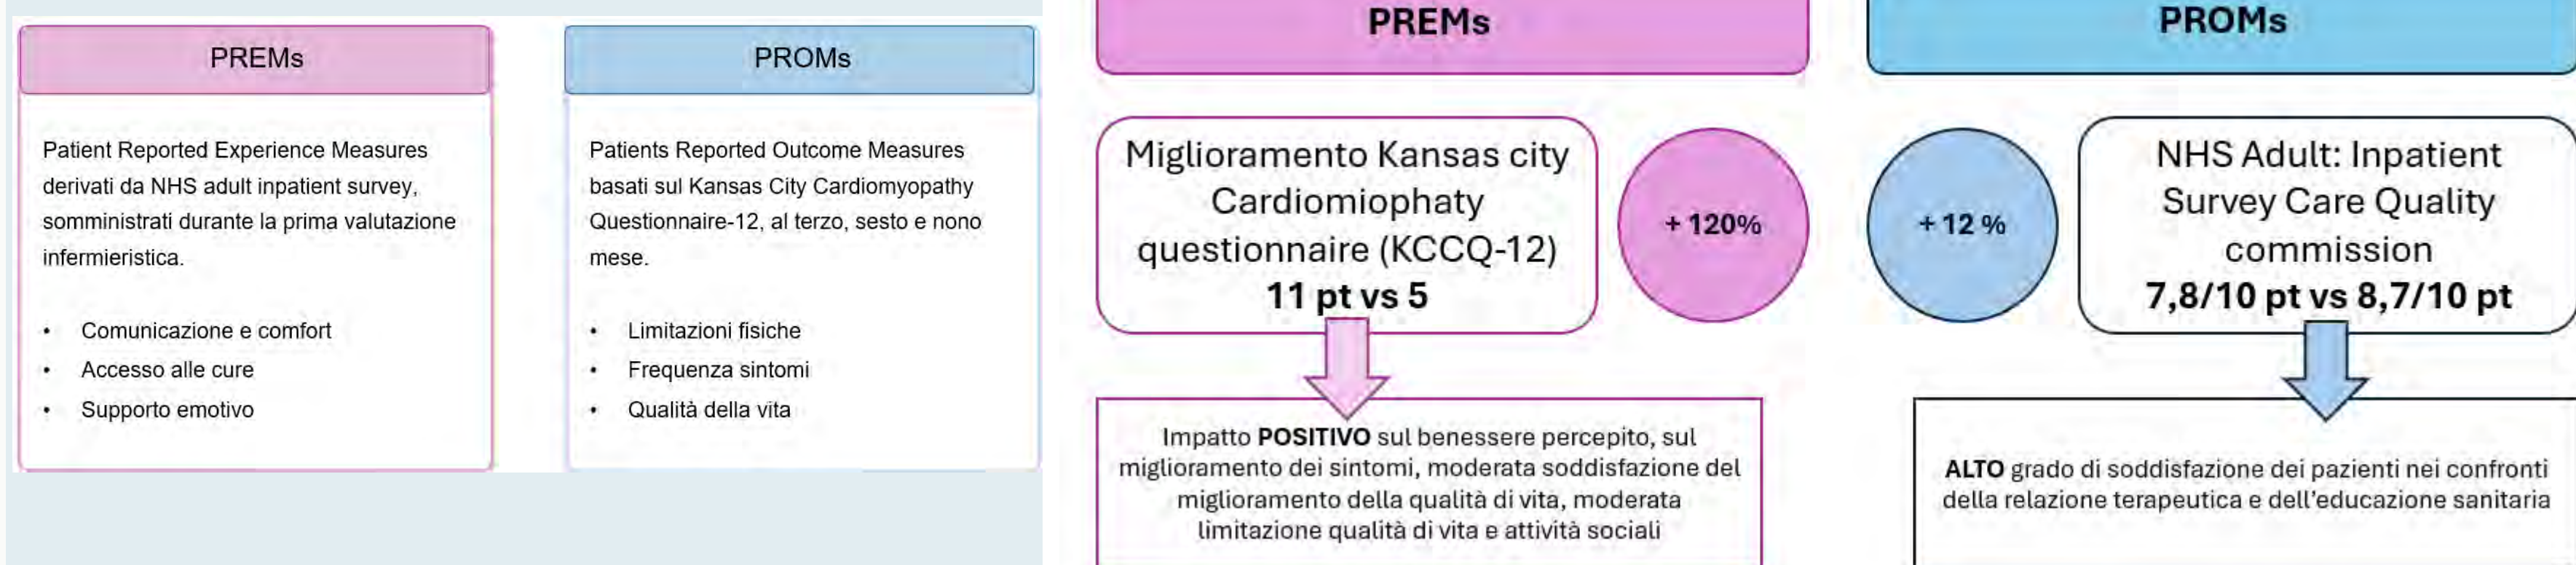 PREMs
Patient Reported Experience Measures
derivati da NHS adult inpatient survey,
somministrati durante la prima valutazione
infermieristica.
• Comunicazione e comfort
• Accesso alle cure
• Supporto emotivo
PROMs
Patients Reported Outcome Measures
basati sul Kansas City Cardiomyopathy
Questionnaire-12, al terzo, sesto e nono
mese.
• Limitazioni fisiche
• Frequenza sintomi
• Qualità della vita
PREMs
Miglioramento Kansas city
Cardiomiophaty
questionnaire (KCCQ-12)
11 pt vs 5
+ 120%
Impatto POSITIVO sul benessere percepito, sul
miglioramento dei sintomi, moderata soddisfazione del
miglioramento della qualità di vita, moderata
limitazione qualità di vita e attività sociali
PROMs
+ 12 %
NHS Adult: Inpatient
Survey Care Quality
commission
7,8/10 pt vs 8,7/10 pt
ALTO grado di soddisfazione dei pazienti nei confronti
della relazione terapeutica e dell'educazione sanitaria